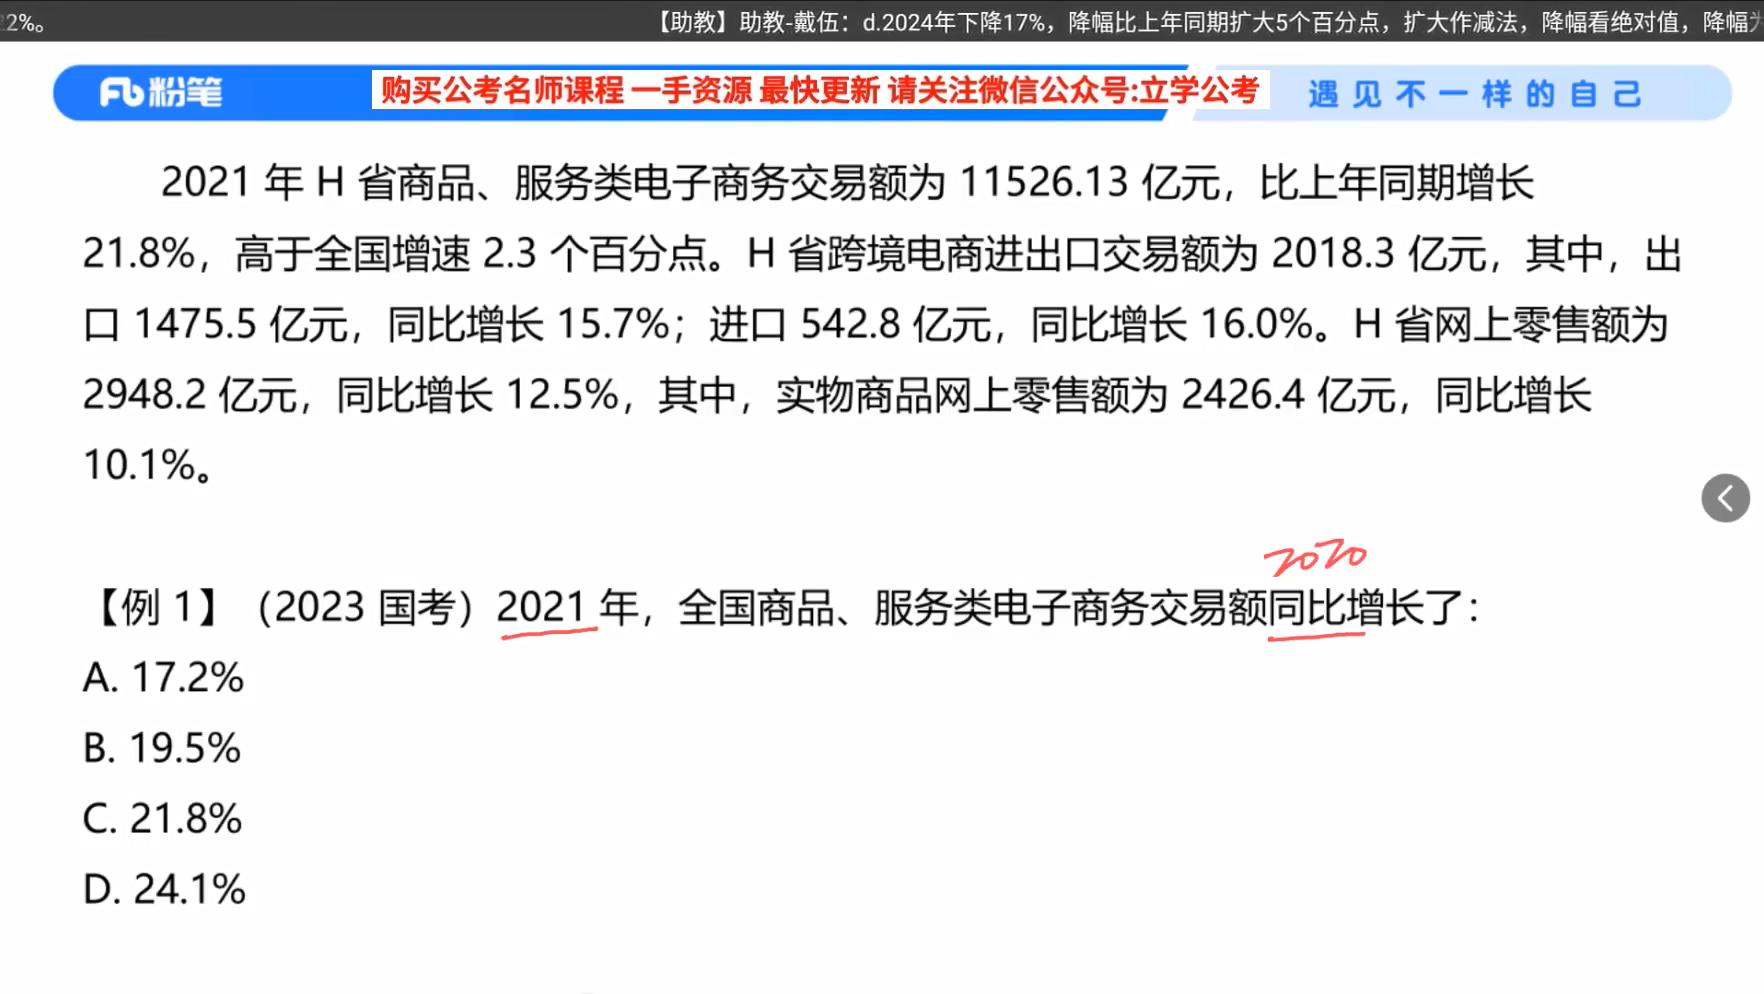 2%。 【助教】助教-戴伍：d.2024年下降17%，降幅比上年同期扩大5个百分点，扩大作减法，降幅看绝对值，降幅
粉笔 购买公考名师课程 一手资源 最快更新 请关注微信公众号:立学公考 遇见不一样的自己
2021 年 H 省商品、服务类电子商务交易额为 11526.13 亿元，比上年同期增长
21.8%，高于全国增速 2.3 个百分点。H 省跨境电商进出口交易额为 2018.3 亿元，其中，出
口 1475.5 亿元，同比增长 15.7%；进口 542.8 亿元，同比增长 16.0%。H 省网上零售额为
2948.2 亿元，同比增长 12.5%，其中，实物商品网上零售额为 2426.4 亿元，同比增长
10.1%。
2020
【例 1】（2023 国考）2021 年，全国商品、服务类电子商务交易额同比增长了：
A. 17.2%
B. 19.5%
C. 21.8%
D. 24.1%